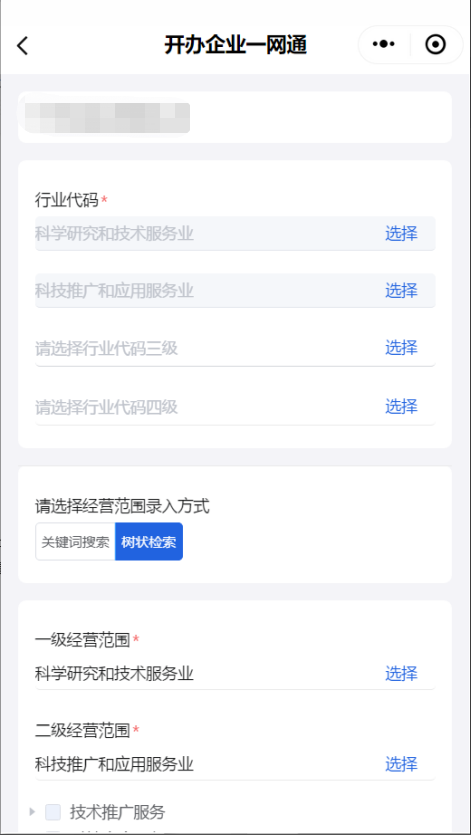 开办企业一网通
行业代码*
科学研究和技术服务业 选择
科技推广和应用服务业 选择
请选择行业代码三级 选择
请选择行业代码四级 选择
请选择经营范围录入方式
关键词搜索 树状检索
一级经营范围*
科学研究和技术服务业 选择
二级经营范围*
科技推广和应用服务业 选择
技术推广服务